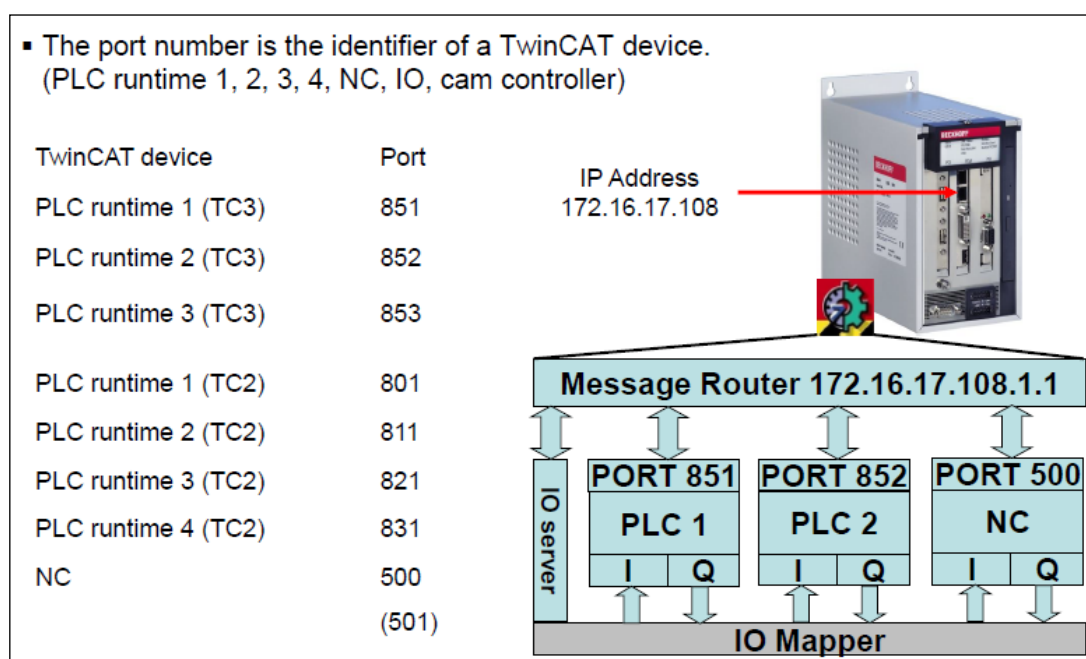 ▪ The port number is the identifier of a TwinCAT device.
(PLC runtime 1, 2, 3, 4, NC, IO, cam controller)
TwinCAT device Port
PLC runtime 1 (TC3) 851
PLC runtime 2 (TC3) 852
PLC runtime 3 (TC3) 853
PLC runtime 1 (TC2) 801
PLC runtime 2 (TC2) 811
PLC runtime 3 (TC2) 821
PLC runtime 4 (TC2) 831
NC 500
(501)
IP Address
172.16.17.108
BECKHOFF
BECKHOFF
Message Router 172.16.17.108.1.1
IO server
PORT 851 PORT 852 PORT 500
PLC 1 PLC 2 NC
I Q I Q I Q
IO Mapper